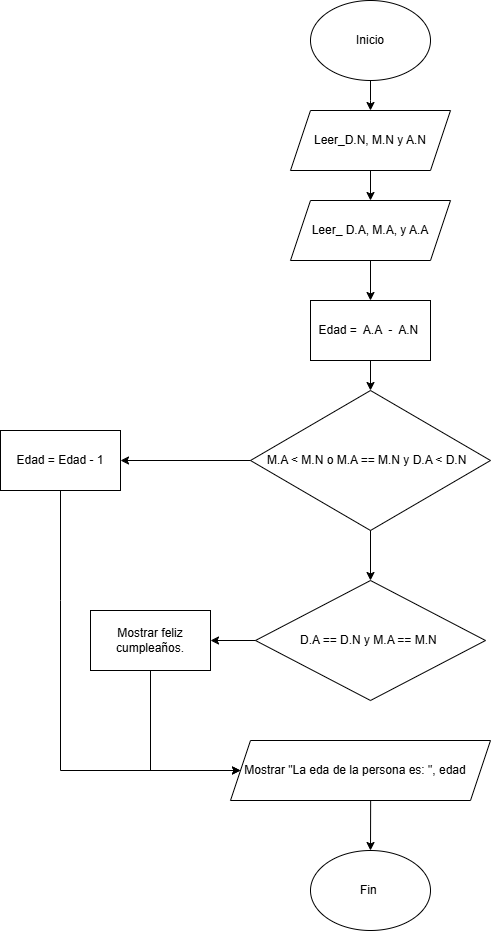 Inicio
Leer_D.N, M.N y A.N
Leer_ D.A, M.A, y A.A
Edad = A.A - A.N
M.A < M.N o M.A == M.N y D.A < D.N
Edad = Edad - 1
D.A == D.N y M.A == M.N
Mostrar feliz
cumpleaños.
Mostrar "La eda de la persona es: ", edad
Fin